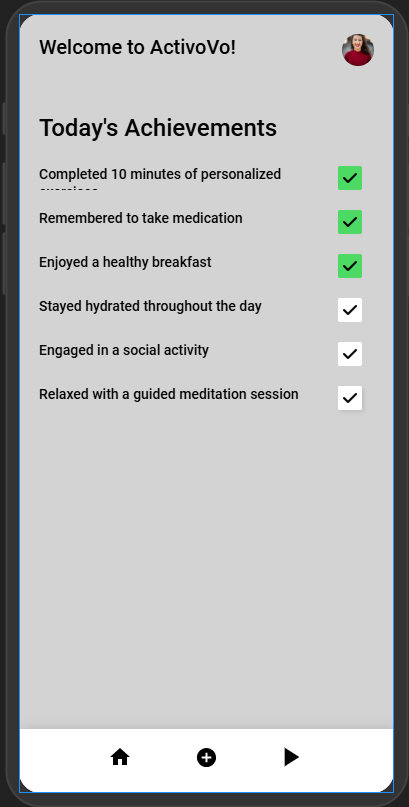 Welcome to ActivoVo!
Today's Achievements
Completed 10 minutes of personalized
Remembered to take medication
Enjoyed a healthy breakfast
Stayed hydrated throughout the day
Engaged in a social activity
Relaxed with a guided meditation session